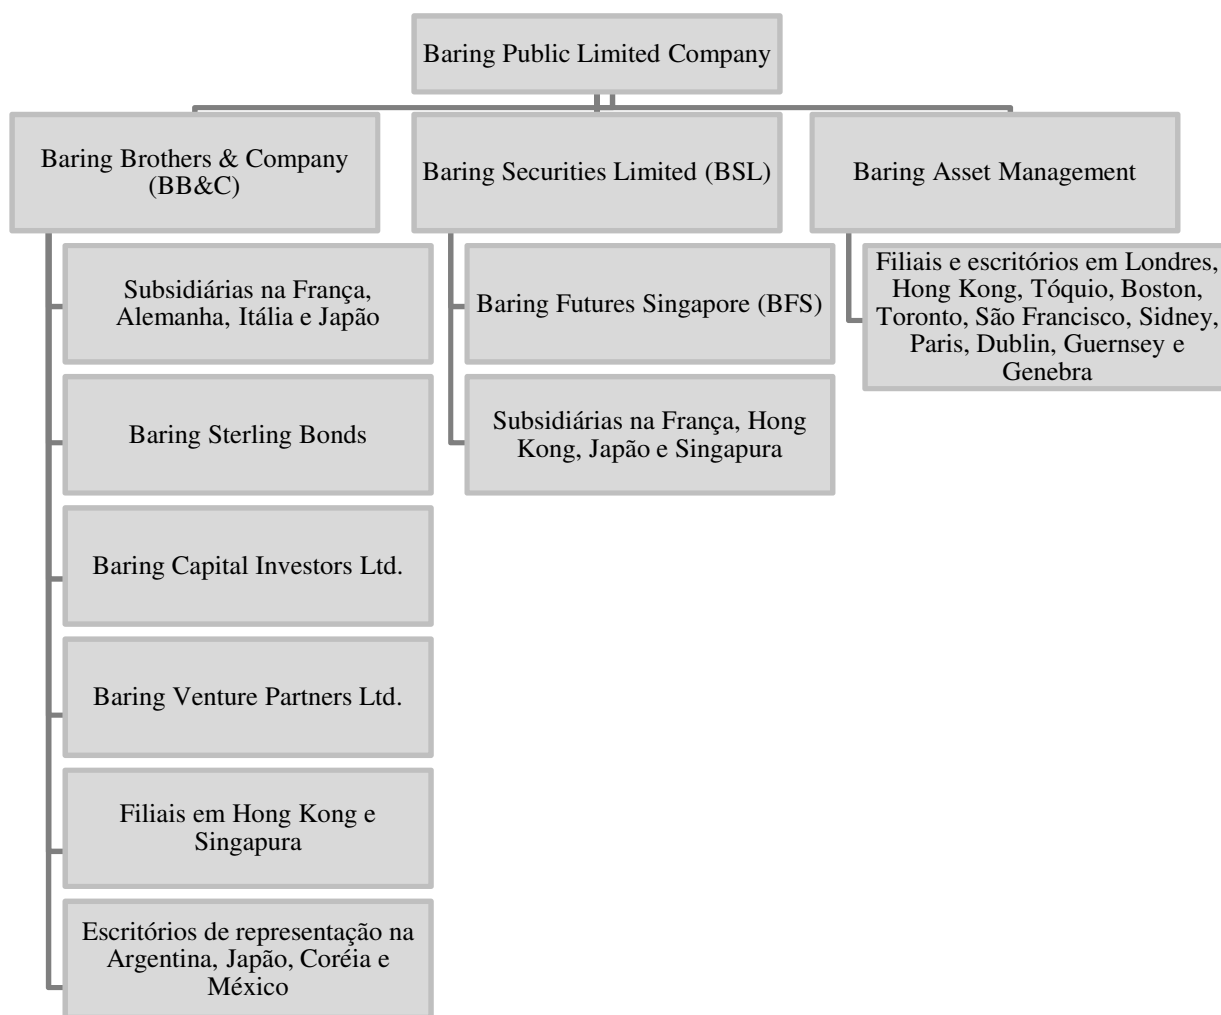 Baring Public Limited Company
Baring Brothers & Company
(BB&C)
Baring Securities Limited (BSL)
Baring Asset Management
Subsidiárias na França,
Alemanha, Itália e Japão
Baring Sterling Bonds
Baring Capital Investors Ltd.
Baring Venture Partners Ltd.
Filiais em Hong Kong e
Singapura
Escritórios de representação na
Argentina, Japão, Coréia e
México
Baring Futures Singapore (BFS)
Subsidiárias na França, Hong
Kong, Japão e Singapura
Filiais e escritórios em Londres,
Hong Kong, Tóquio, Boston,
Toronto, São Francisco, Sidney,
Paris, Dublin, Guernsey e
Genebra